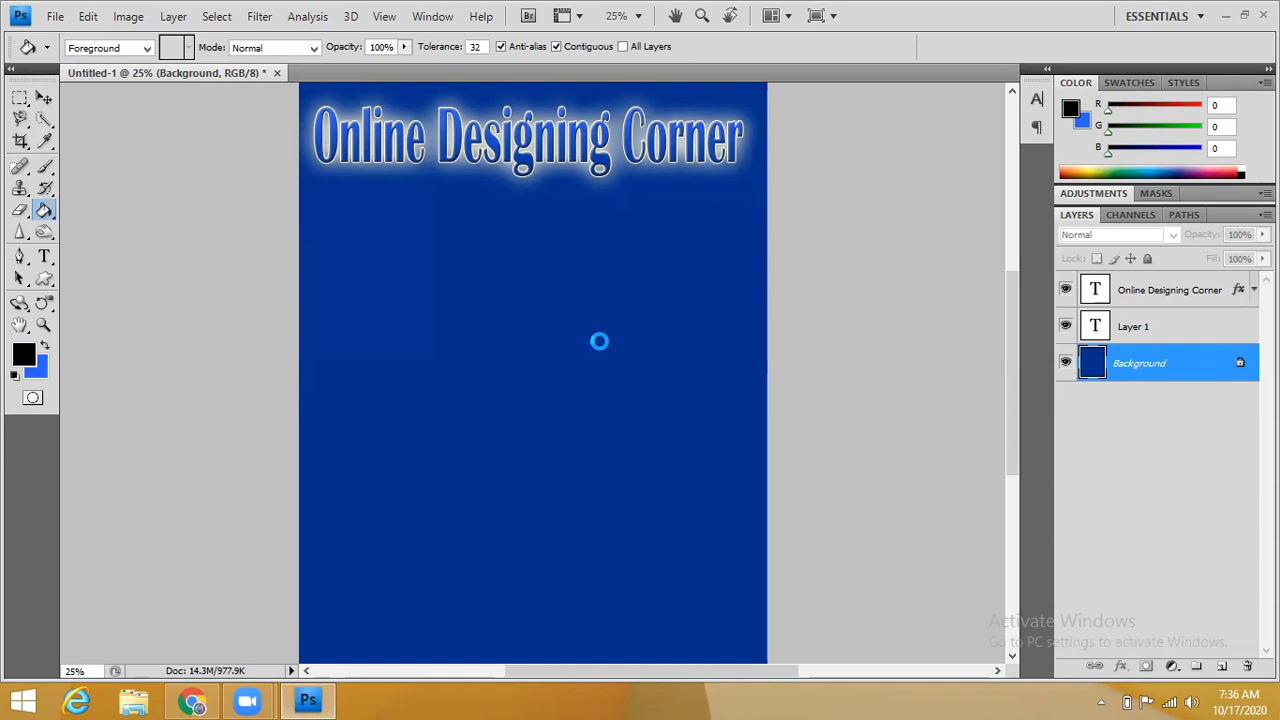 Ps File Edit Image Layer Select Filter Analysis 3D View Window Help Br 25% ESSENTIALS
Foreground Mode: Normal Opacity: 100% Tolerance: 32 Anti-alias Contiguous All Layers
Untitled-1 @ 25% (Background, RGB/8) *
COLOR SWATCHES STYLES
R 0
G 0
B 0
ADJUSTMENTS MASKS
LAYERS CHANNELS PATHS
Normal Opacity: 100%
Lock: Fill: 100%
T Online Designing Corner fx
T Layer 1
Background
Online Designing Corner
Activate Windows
Go to PC settings to activate Windows.
25% Doc: 14.3M/977.9K
Ps 7:36 AM
10/17/2020